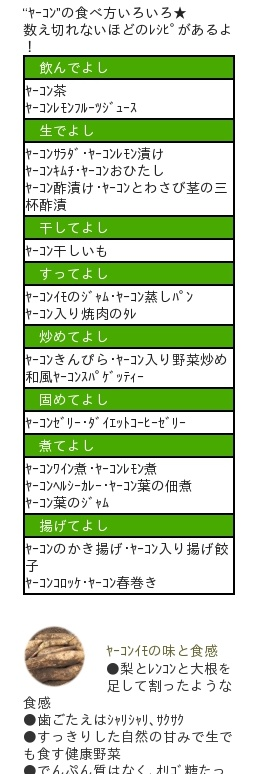 “ﾔｰｺﾝ”の食べ方いろいろ★
数え切れないほどのﾚｼﾋﾟがあるよ
！
飲んでよし
ﾔｰｺﾝ茶
ﾔｰｺﾝﾚﾓﾝﾌﾙｰﾂｼﾞｭｰｽ
生でよし
ﾔｰｺﾝｻﾗﾀﾞ･ﾔｰｺﾝﾚﾓﾝ漬け
ﾔｰｺﾝｷﾑﾁ･ﾔｰｺﾝおひたし
ﾔｰｺﾝ酢漬け･ﾔｰｺﾝとわさび茎の三
杯酢漬
干してよし
ﾔｰｺﾝ干しいも
すってよし
ﾔｰｺﾝｲﾓのｼﾞｬﾑ･ﾔｰｺﾝ蒸しﾊﾟﾝ
ﾔｰｺﾝ入り焼肉のﾀﾚ
炒めてよし
ﾔｰｺﾝきんぴら･ﾔｰｺﾝ入り野菜炒め
和風ﾔｰｺﾝｽﾊﾟｹﾞｯﾃｨｰ
固めてよし
ﾔｰｺﾝｾﾞﾘｰ･ﾀﾞｲｴｯﾄｺｰﾋｰｾﾞﾘｰ
煮てよし
ﾔｰｺﾝﾜｲﾝ煮･ﾔｰｺﾝﾚﾓﾝ煮
ﾔｰｺﾝﾍﾙｼｰｶﾚｰ･ﾔｰｺﾝ葉の佃煮
ﾔｰｺﾝ葉のｼﾞｬﾑ
揚げてよし
ﾔｰｺﾝのかき揚げ･ﾔｰｺﾝ入り揚げ餃
子
ﾔｰｺﾝｺﾛｯｹ･ﾔｰｺﾝ春巻き
ﾔｰｺﾝｲﾓの味と食感
●梨とﾚﾝｺﾝと大根を
足して割ったような
食感
●歯ごたえはｼｬﾘｼｬﾘ､ｻｸｻｸ
●すっきりした自然の甘みで生で
も食す健康野菜
●でんぷん質はなく､ｵﾘｺﾞ糖たっ